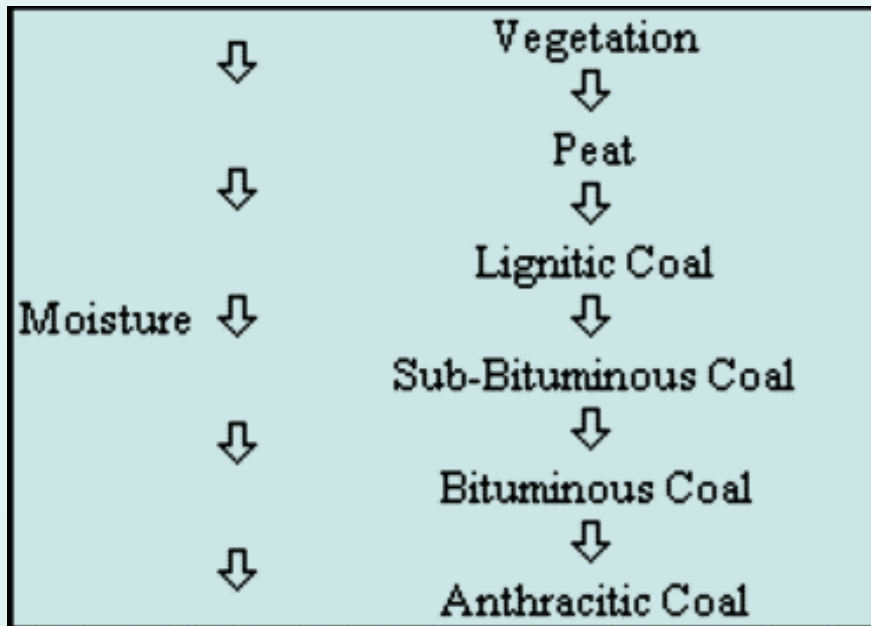 Vegetation
Peat
Lignitic Coal
Moisture
Sub-Bituminous Coal
Bituminous Coal
Anthracitic Coal